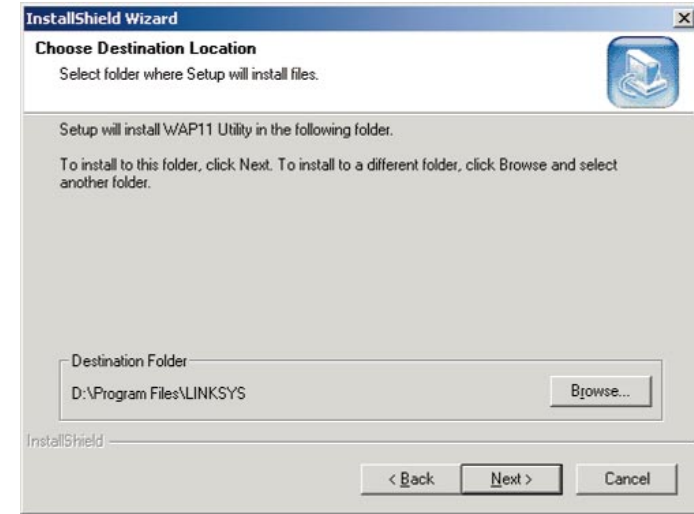 InstallShield Wizard
Choose Destination Location
Select folder where Setup will install files.
Setup will install WAP11 Utility in the following folder.
To install to this folder, click Next. To install to a different folder, click Browse and select
another folder.
Destination Folder
D:\Program Files\LINKSYS
Browse...
InstallShield
< Back
Next >
Cancel